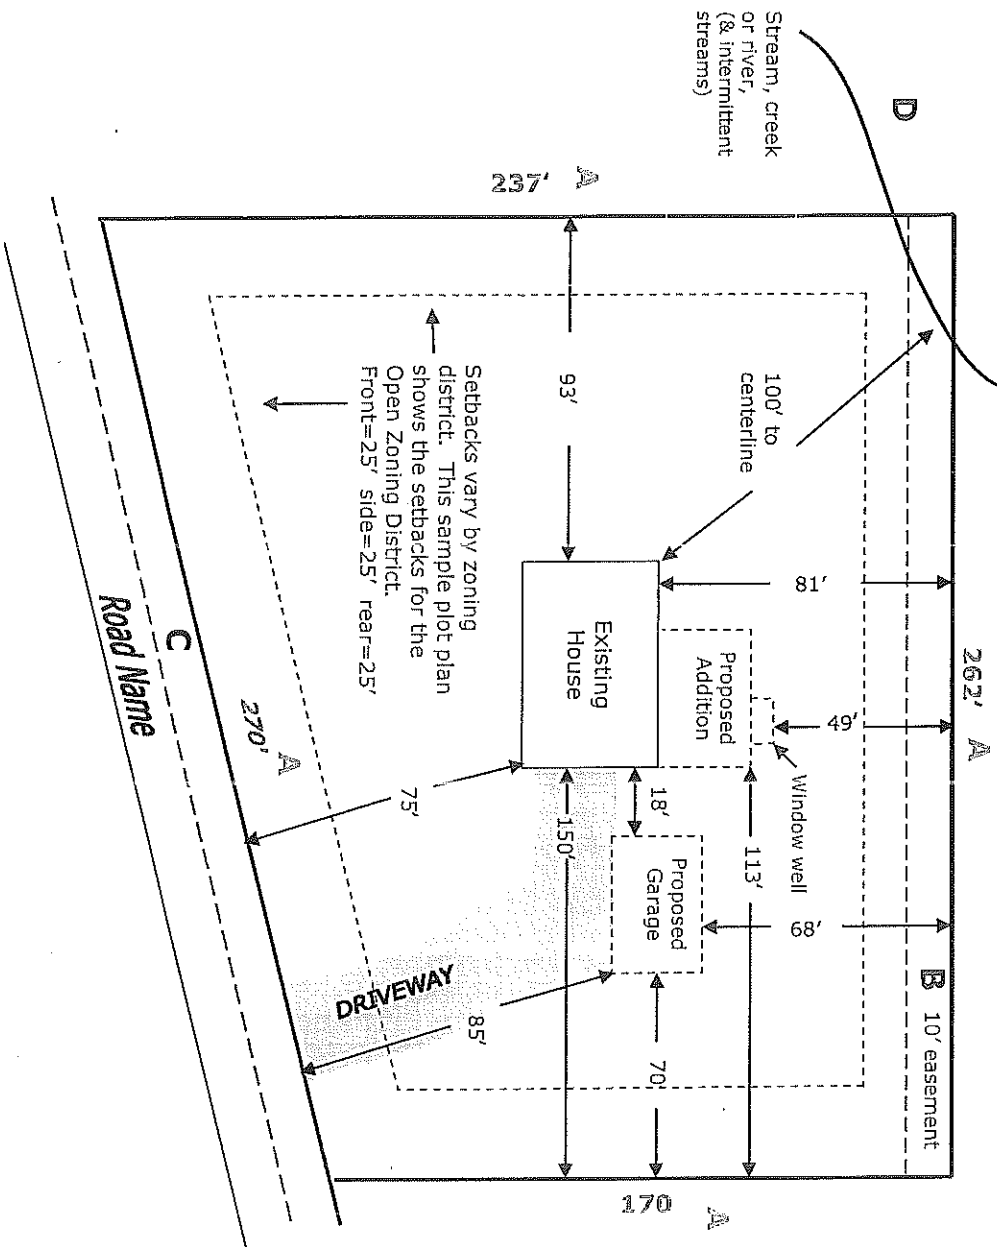 Stream, creek
or river,
(& intermittent
streams)
D
237' A
262' A
B 10' easement
100' to
centerline
93'
81'
49'
Window well
Proposed
Addition
Existing
House
18'
113'
150'
68'
Proposed
Garage
70'
Setbacks vary by zoning
district. This sample plot plan
shows the setbacks for the
Open Zoning District.
Front=25' side=25' rear=25'
75'
85'
DRIVEWAY
170 A
270' A
C
Road Name